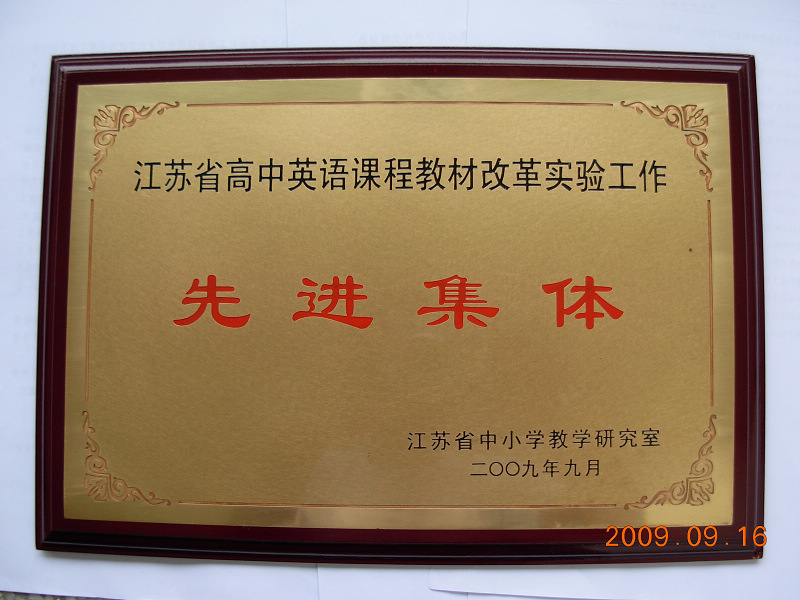 江苏省高中英语课程教材改革实验工作
先进集体
江苏省中小学教学研究室
二〇〇九年九月
2009.09.16